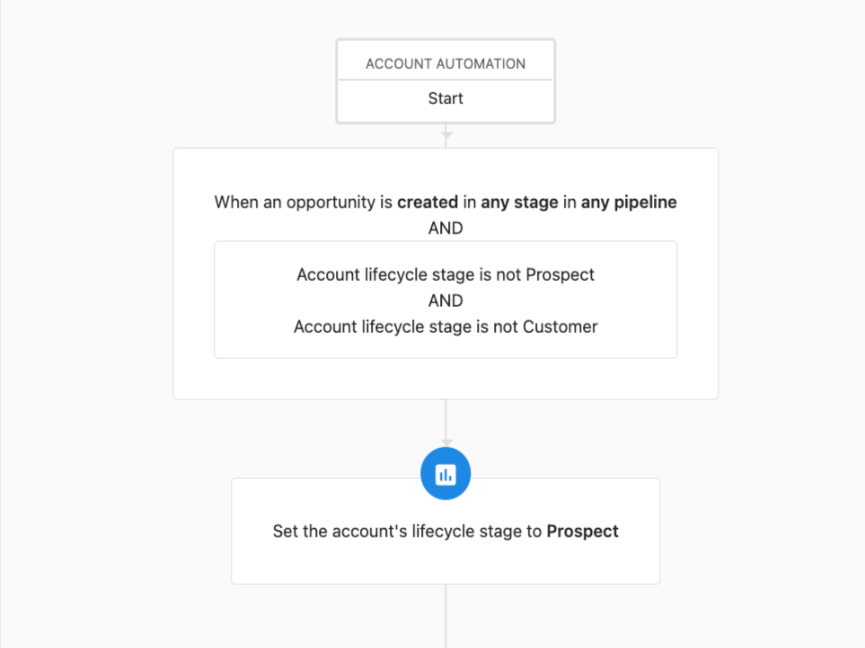 ACCOUNT AUTOMATION
Start
When an opportunity is created in any stage in any pipeline
AND
Account lifecycle stage is not Prospect
AND
Account lifecycle stage is not Customer
Set the account's lifecycle stage to Prospect